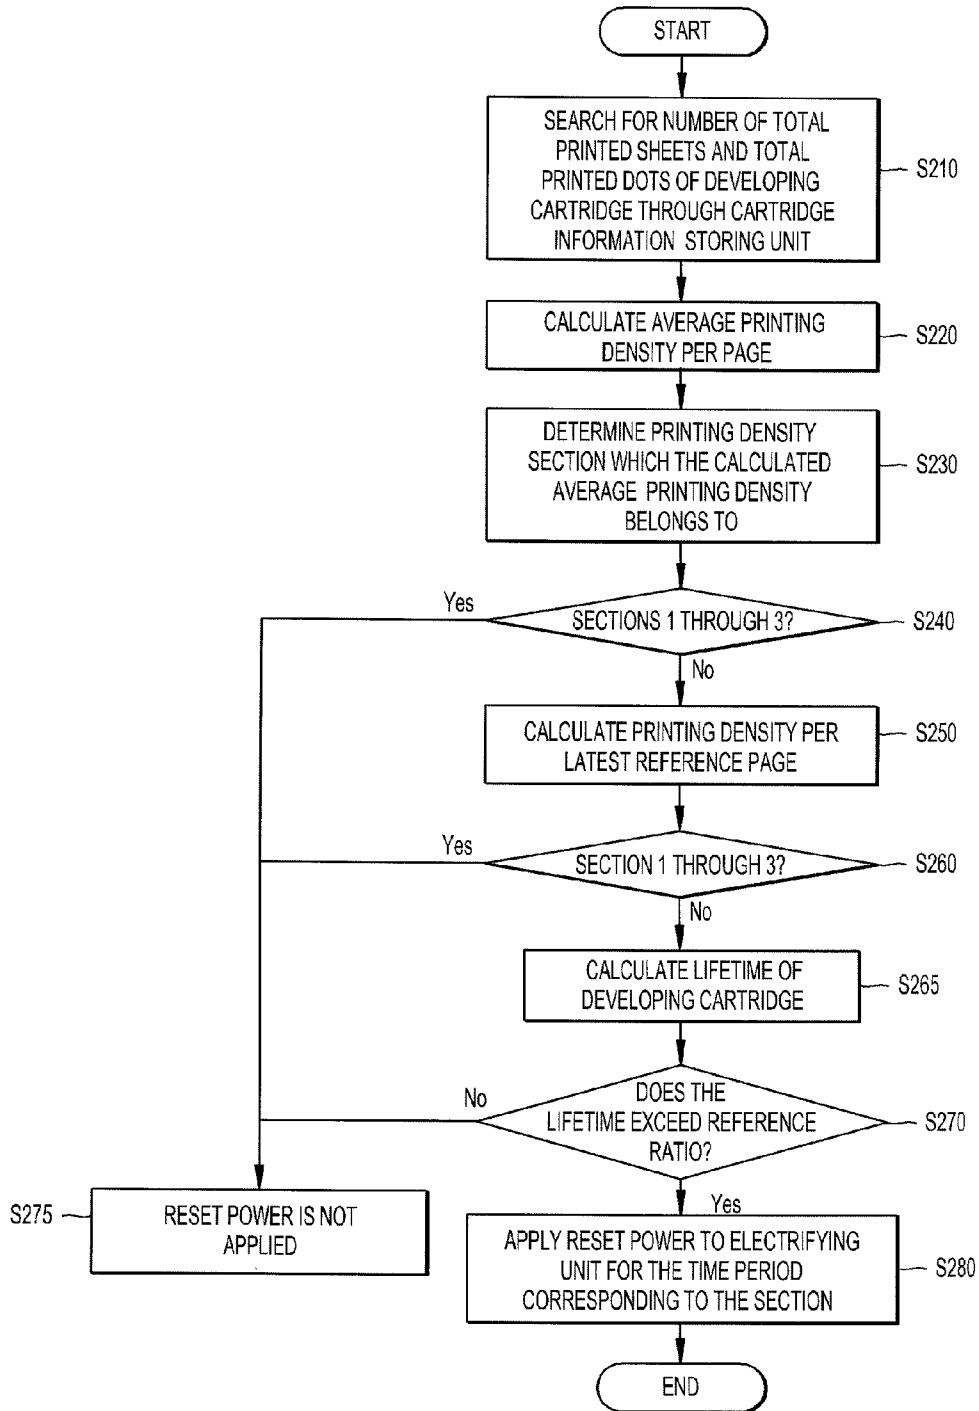 START
SEARCH FOR NUMBER OF TOTAL
PRINTED SHEETS AND TOTAL
PRINTED DOTS OF DEVELOPING
CARTRIDGE THROUGH CARTRIDGE
INFORMATION STORING UNIT
S210
CALCULATE AVERAGE PRINTING
DENSITY PER PAGE
S220
DETERMINE PRINTING DENSITY
SECTION WHICH THE CALCULATED
AVERAGE PRINTING DENSITY
BELONGS TO
S230
Yes
SECTIONS 1 THROUGH 3?
S240
No
CALCULATE PRINTING DENSITY PER
LATEST REFERENCE PAGE
S250
Yes
SECTION 1 THROUGH 3?
S260
No
CALCULATE LIFETIME OF
DEVELOPING CARTRIDGE
S265
No
DOES THE
LIFETIME EXCEED REFERENCE
RATIO?
S270
Yes
S275
RESET POWER IS NOT
APPLIED
APPLY RESET POWER TO ELECTRIFYING
UNIT FOR THE TIME PERIOD
CORRESPONDING TO THE SECTION
S280
END